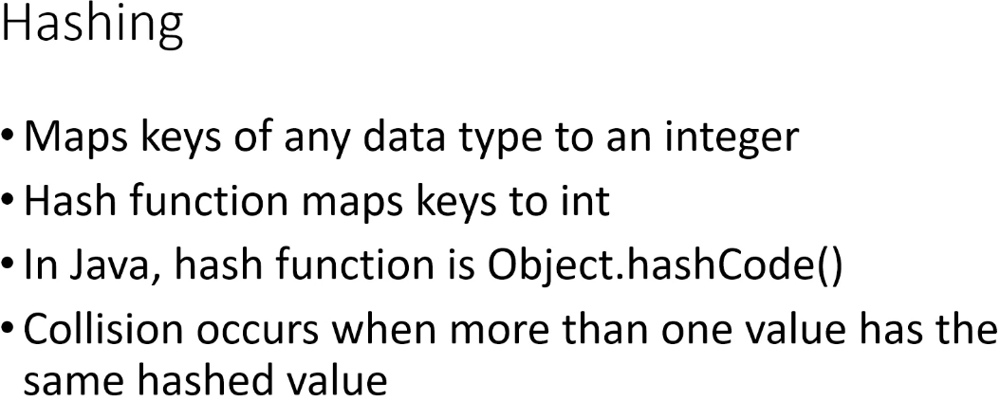 Hashing
• Maps keys of any data type to an integer
• Hash function maps keys to int
• In Java, hash function is Object.hashCode()
• Collision occurs when more than one value has the
same hashed value